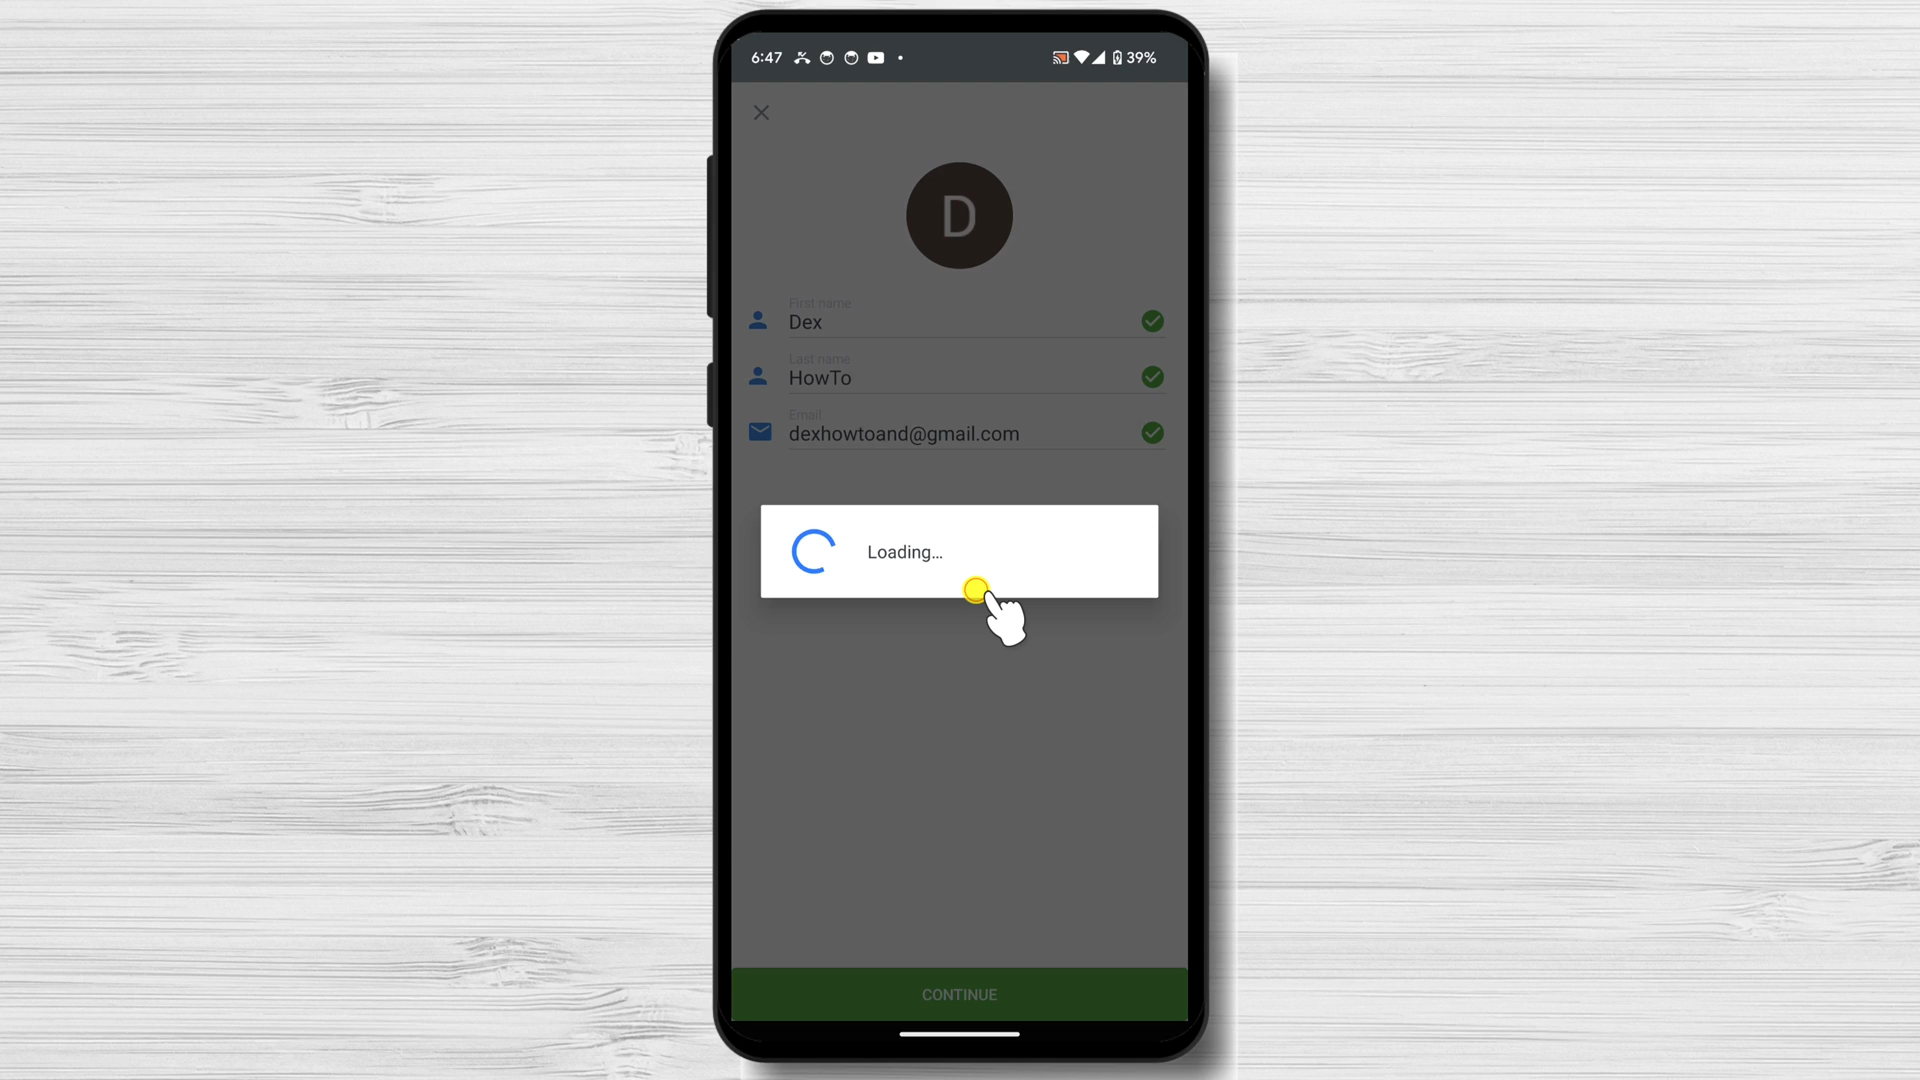 6:47
39%
D
First name
Dex
Last name
HowTo
Email
dexhowtoand@gmail.com
Loading...
CONTINUE